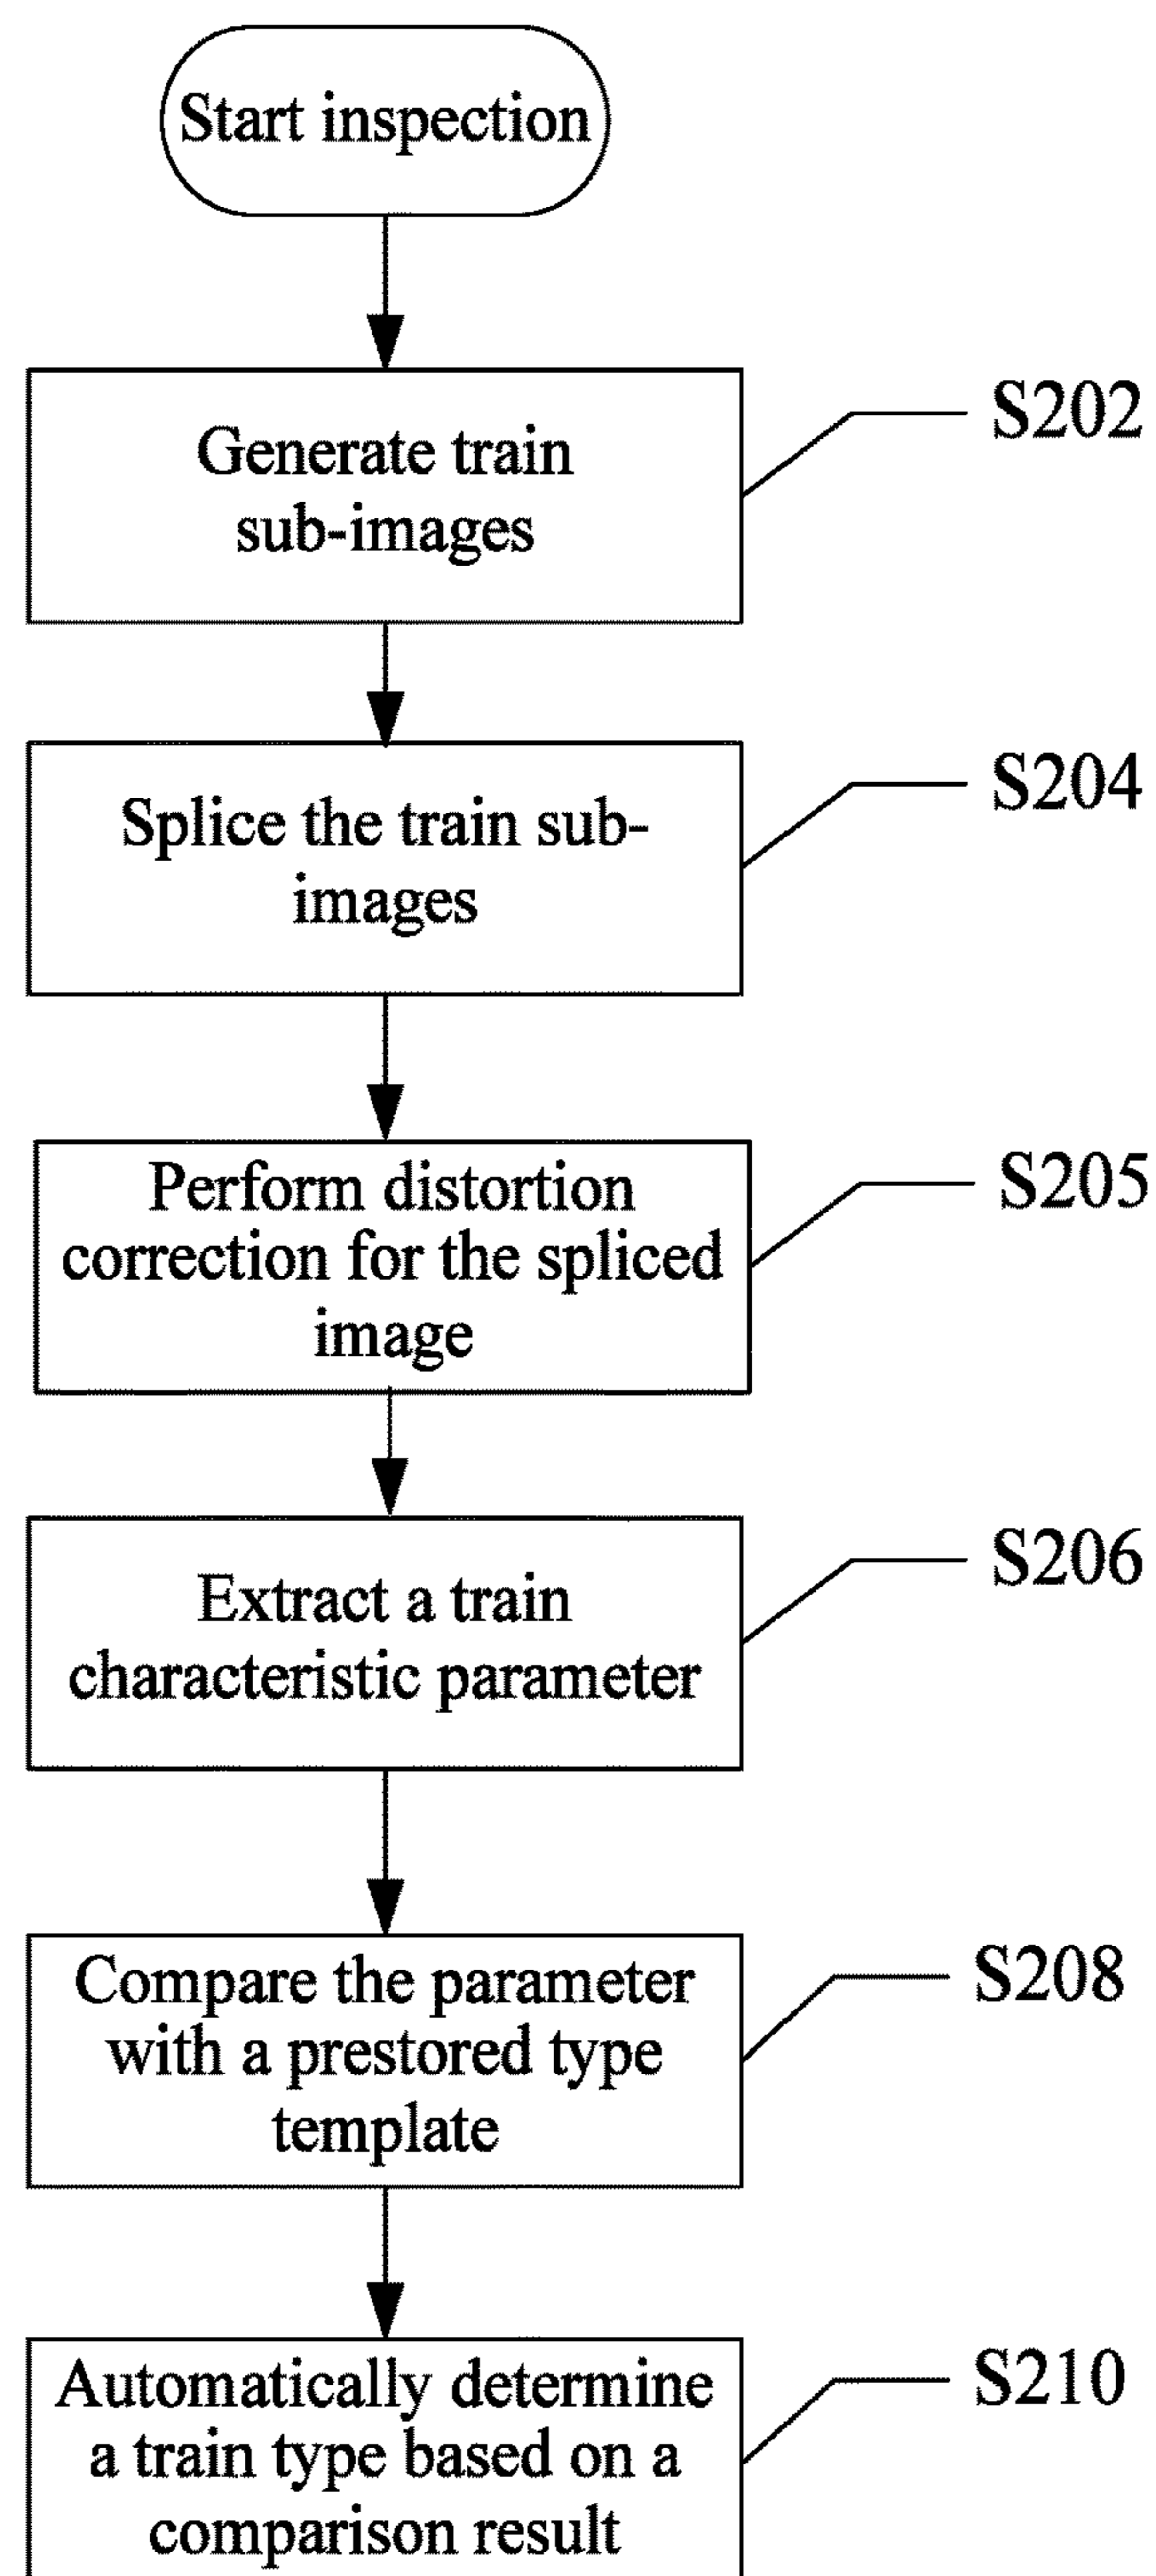 Start inspection
Generate train
sub-images
S202
Splice the train sub-
images
S204
Perform distortion
correction for the spliced
image
S205
Extract a train
characteristic parameter
S206
Compare the parameter
with a prestored type
template
S208
Automatically determine
a train type based on a
comparison result
S210